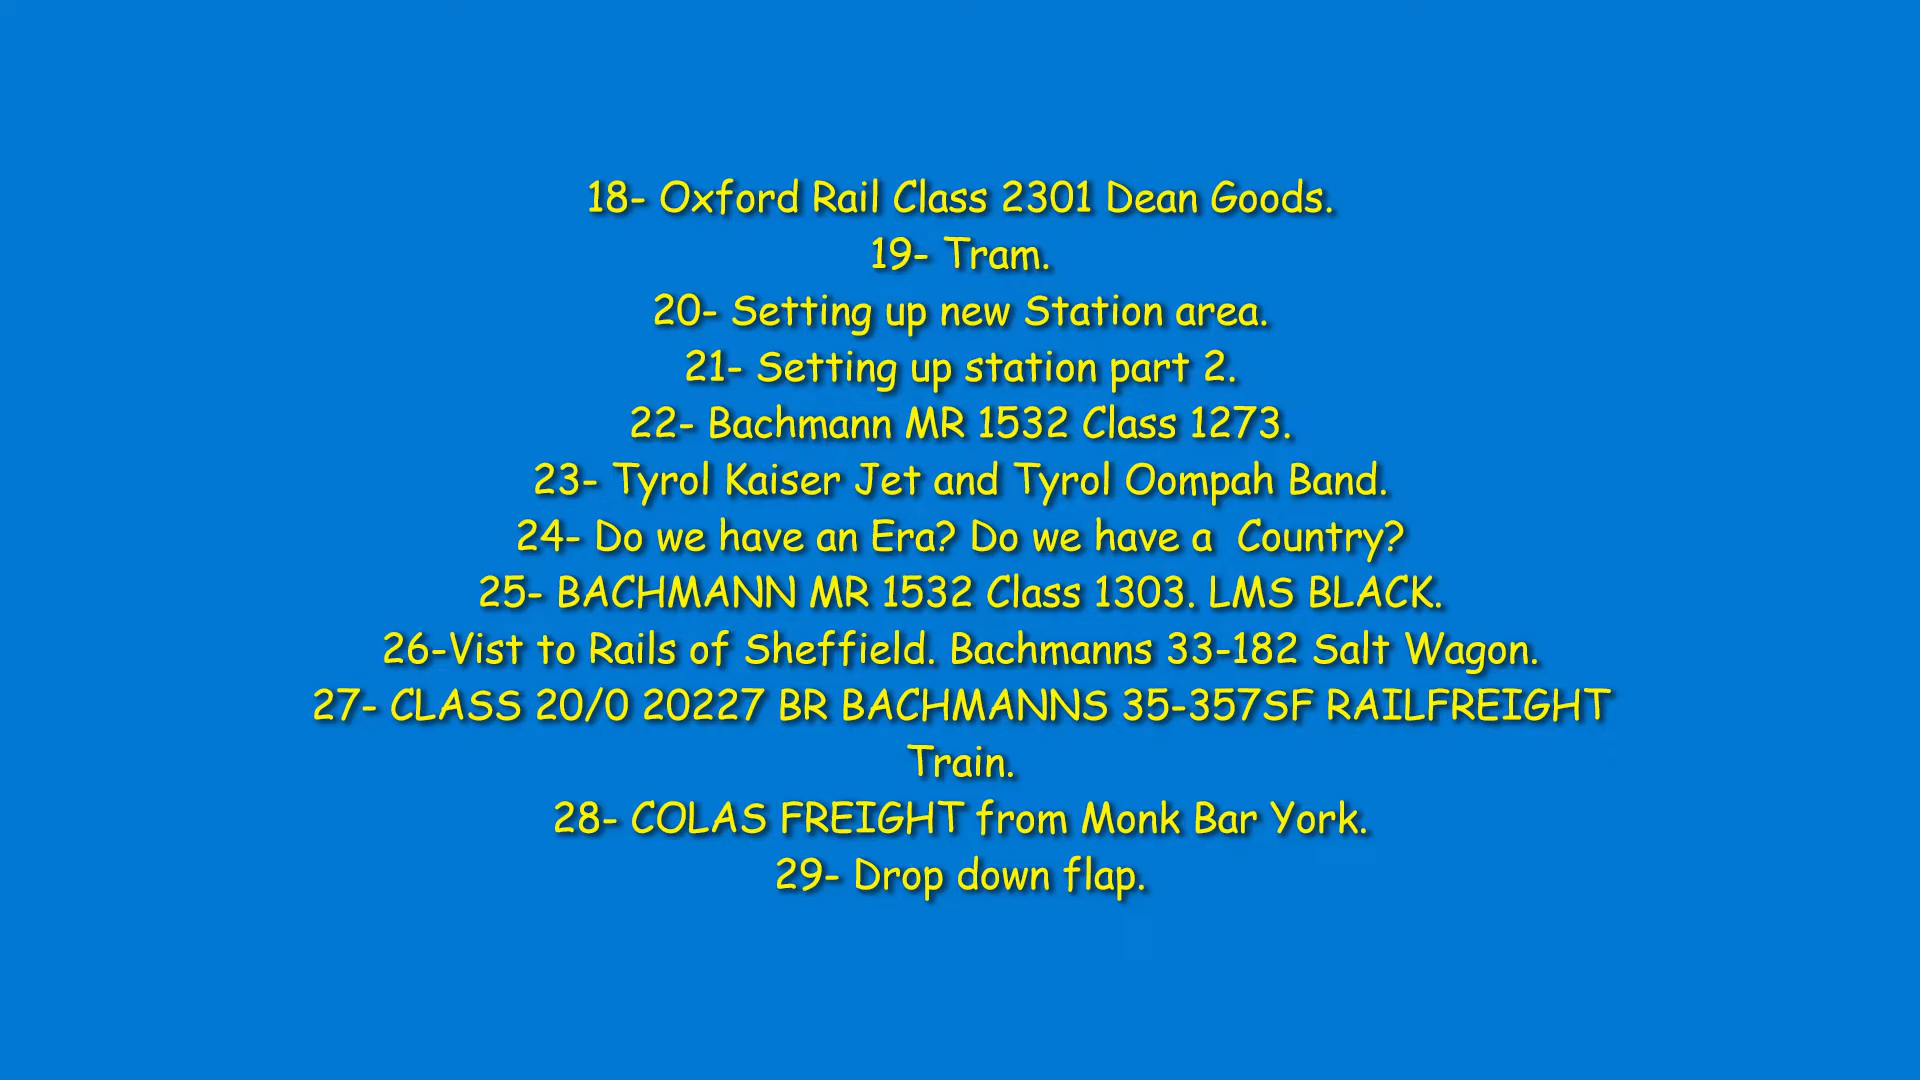 18- Oxford Rail Class 2301 Dean Goods.
19- Tram.
20- Setting up new Station area.
21- Setting up station part 2.
22- Bachmann MR 1532 Class 1273.
23- Tyrol Kaiser Jet and Tyrol Oompah Band.
24- Do we have an Era? Do we have a  Country?
25- BACHMANN MR 1532 Class 1303. LMS BLACK.
26-Vist to Rails of Sheffield. Bachmanns 33-182 Salt Wagon.
27- CLASS 20/0 20227 BR BACHMANNS 35-357SF RAILFREIGHT
Train.
28- COLAS FREIGHT from Monk Bar York.
29- Drop down flap.